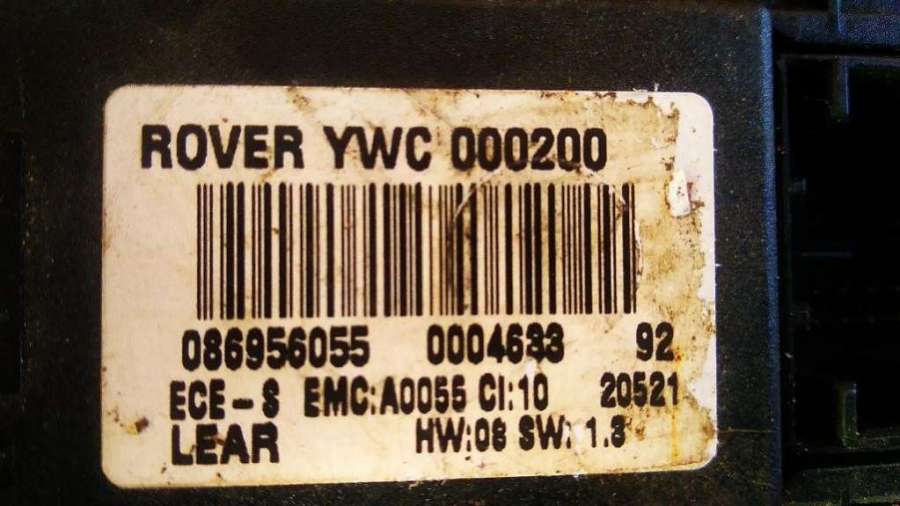 ROVER YWC 000200
086956055 0004633 92
ECE-S EMC:A0055 CI:10 20521
LEAR HW:08 SW: 1.3